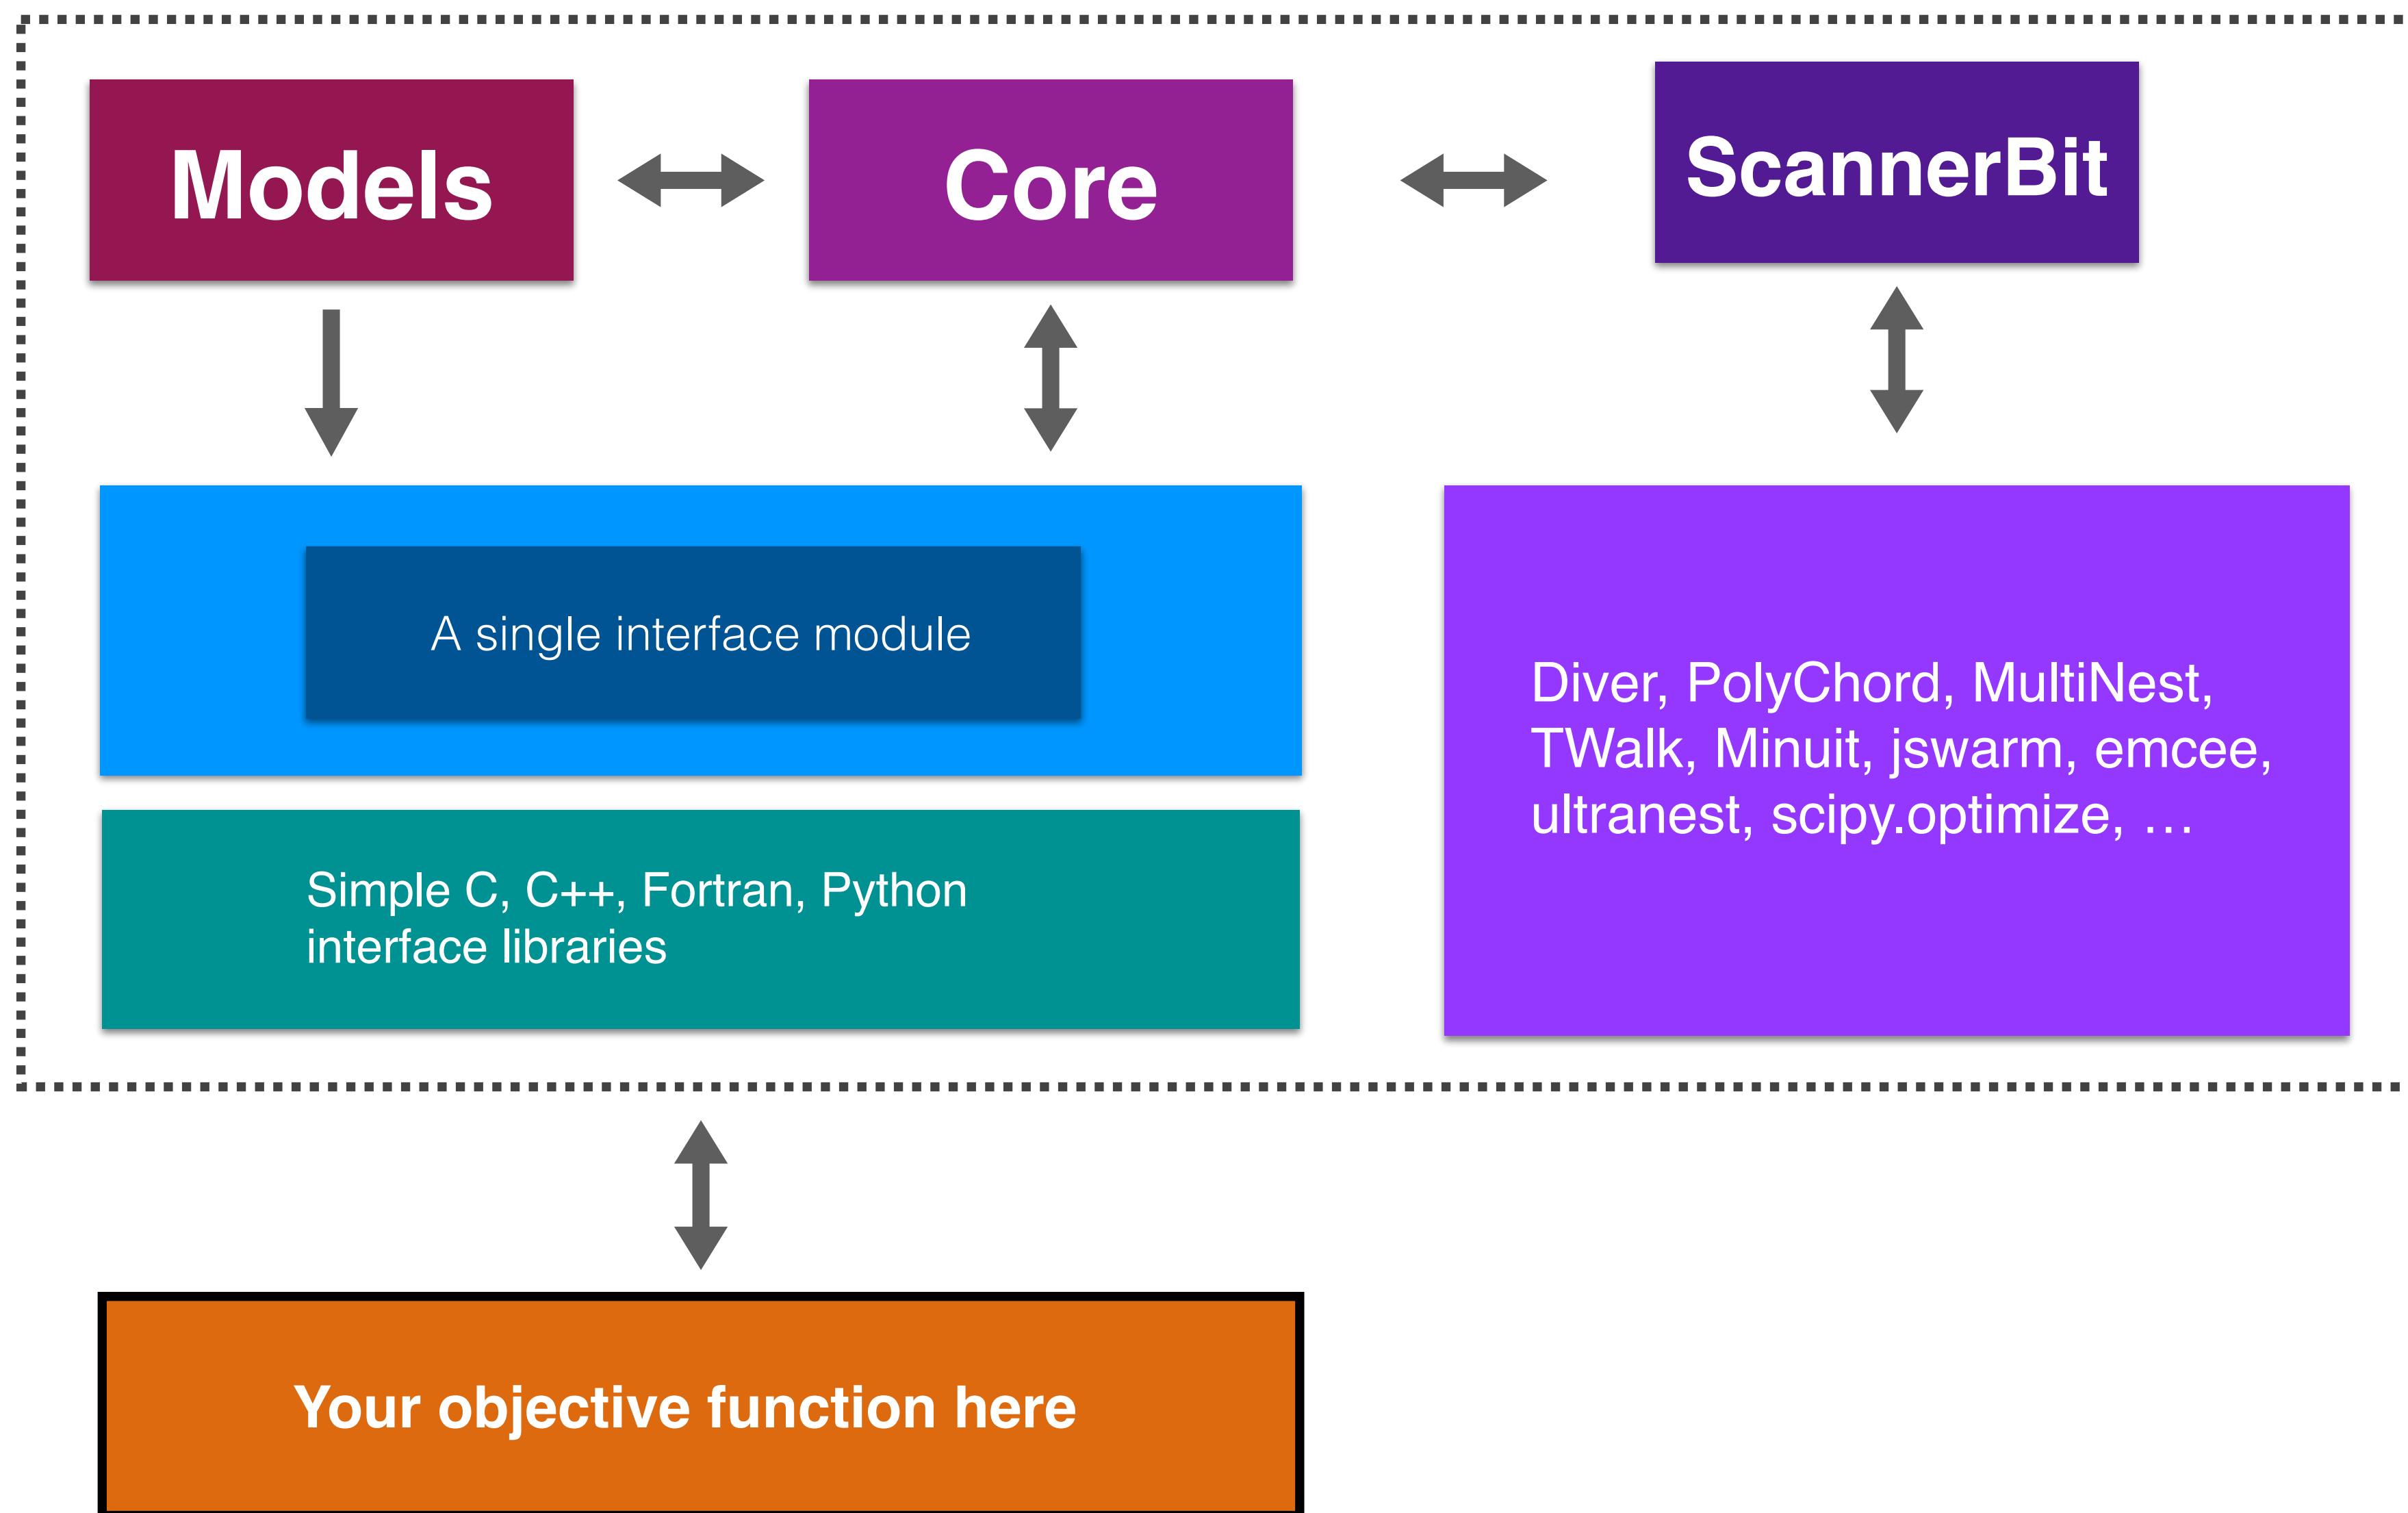 Models
Core
ScannerBit
A single interface module
Diver, PolyChord, MultiNest,
TWalk, Minuit, jswarm, emcee,
ultranest, scipy.optimize, …
Simple C, C++, Fortran, Python
interface libraries
Your objective function here